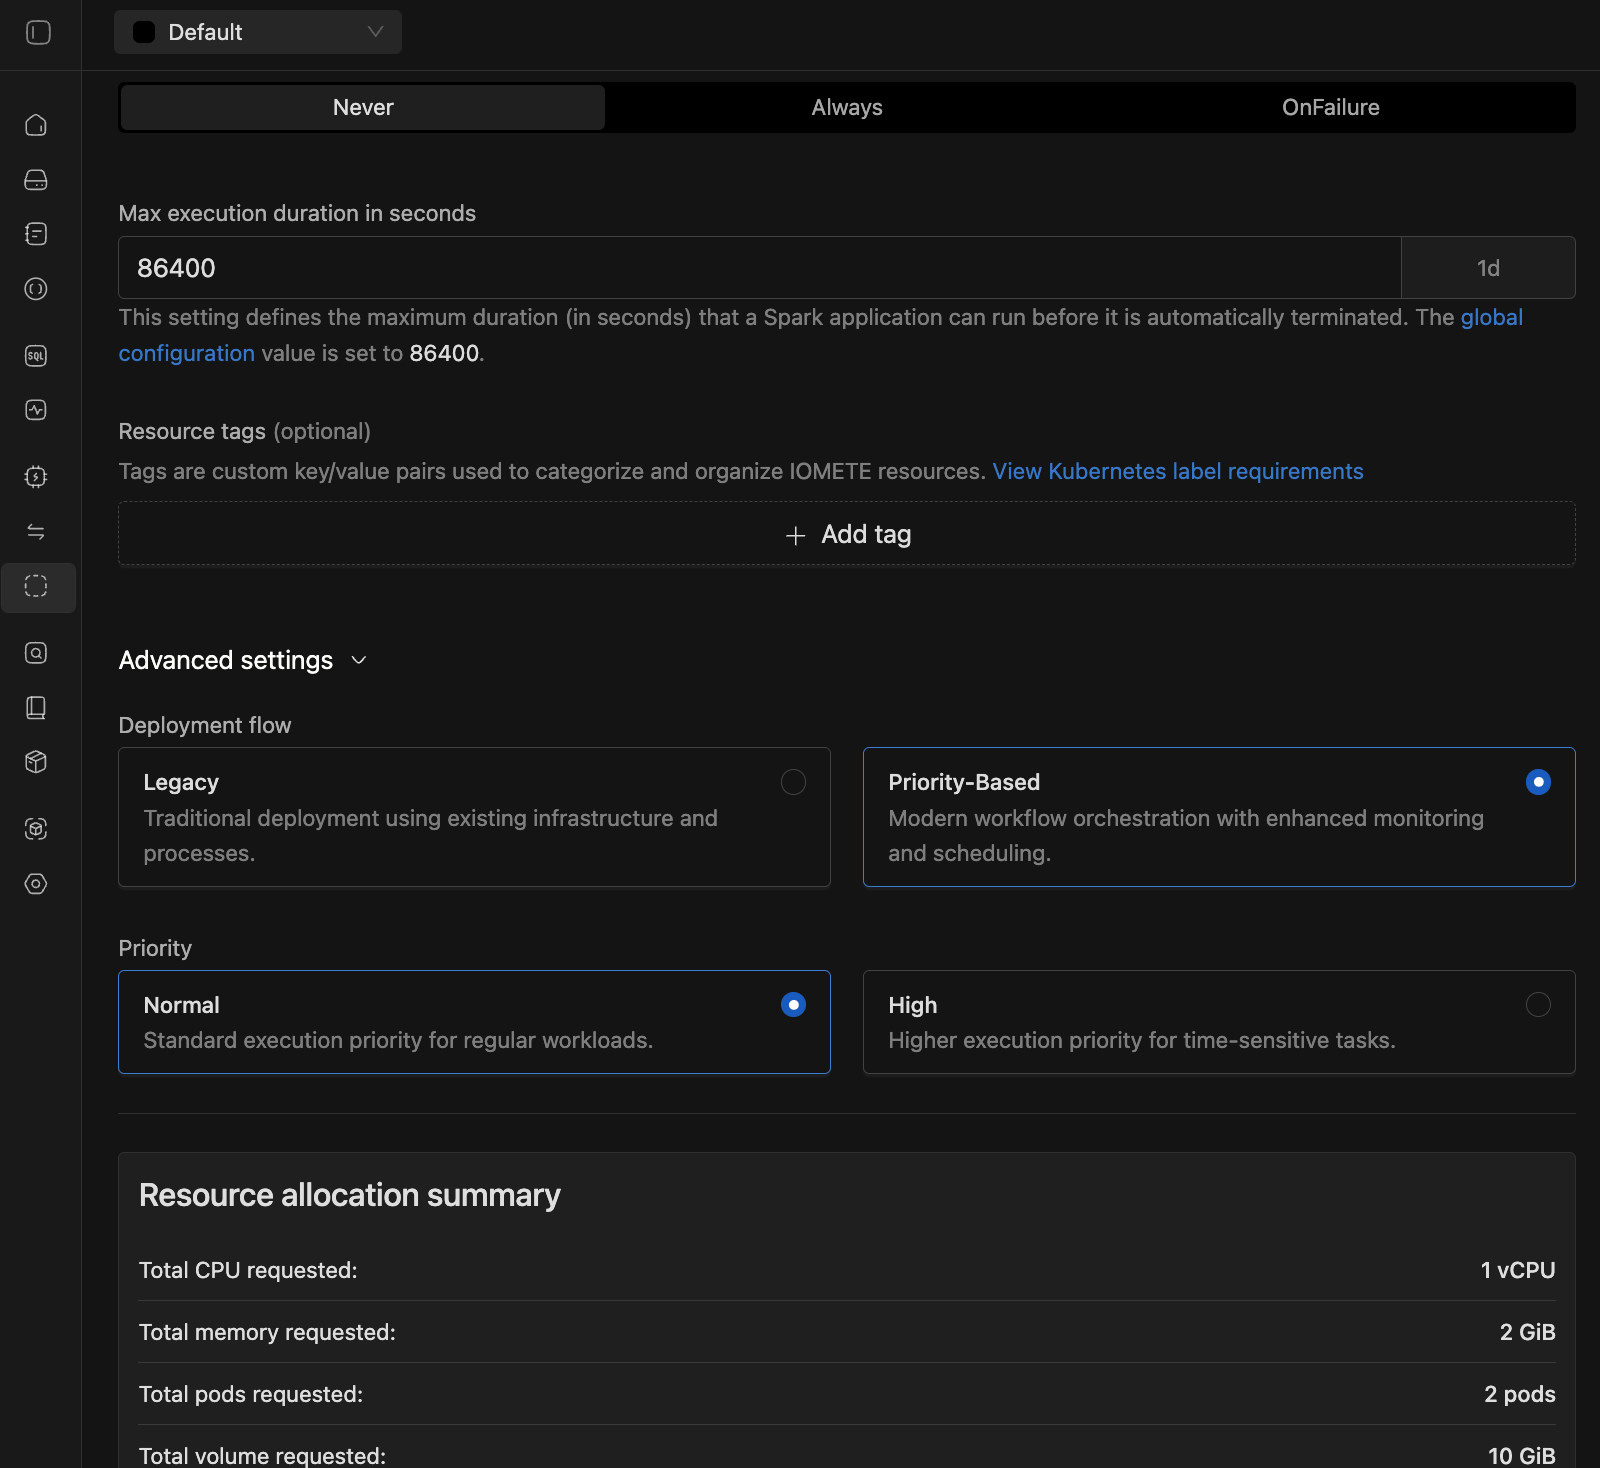 Default
Never
Always
OnFailure
Max execution duration in seconds
86400
1d
This setting defines the maximum duration (in seconds) that a Spark application can run before it is automatically terminated. The global
configuration value is set to 86400.
Resource tags (optional)
Tags are custom key/value pairs used to categorize and organize IOMETE resources. View Kubernetes label requirements
+ Add tag
Advanced settings
Deployment flow
Legacy
Traditional deployment using existing infrastructure and
processes.
Priority-Based
Modern workflow orchestration with enhanced monitoring
and scheduling.
Priority
Normal
Standard execution priority for regular workloads.
High
Higher execution priority for time-sensitive tasks.
Resource allocation summary
Total CPU requested: 1 vCPU
Total memory requested: 2 GiB
Total pods requested: 2 pods
Total volume requested: 10 GiB
SQL